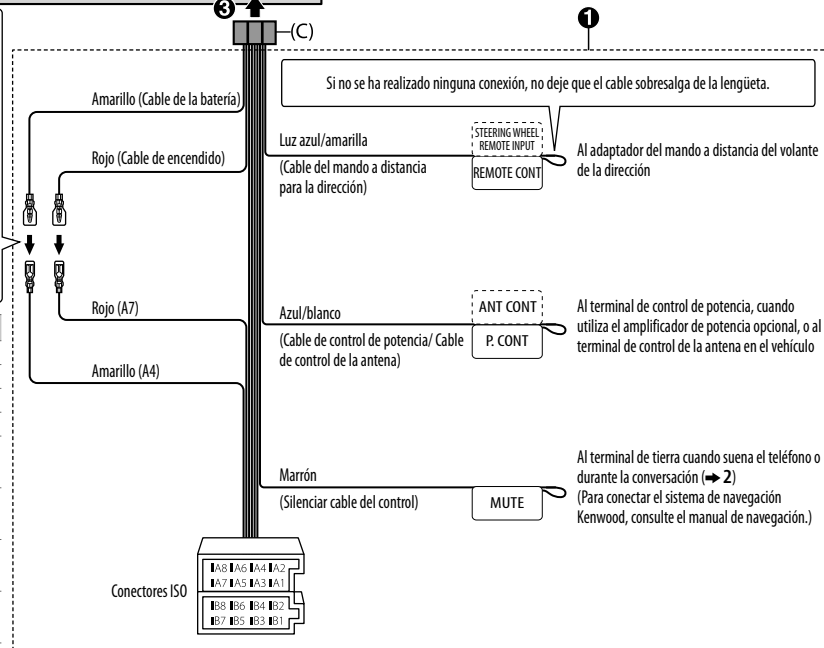 3
(C)
1
Si no se ha realizado ninguna conexión, no deje que el cable sobresalga de la lengüeta.
Amarillo (Cable de la batería)
Rojo (Cable de encendido)
Luz azul/amarilla
(Cable del mando a distancia
para la dirección)
STEERING WHEEL
REMOTE INPUT
REMOTE CONT
Al adaptador del mando a distancia del volante
de la dirección
Rojo (A7)
Amarillo (A4)
Azul/blanco
(Cable de control de potencia/ Cable
de control de la antena)
ANT CONT
P. CONT
Al terminal de control de potencia, cuando
utiliza el amplificador de potencia opcional, o al
terminal de control de la antena en el vehículo
Marrón
(Silenciar cable del control)
MUTE
Al terminal de tierra cuando suena el teléfono o
durante la conversación (➜ 2)
(Para conectar el sistema de navegación
Kenwood, consulte el manual de navegación.)
Conectores ISO
A8 A6 A4 A2
A7 A5 A3 A1
B8 B6 B4 B2
B7 B5 B3 B1